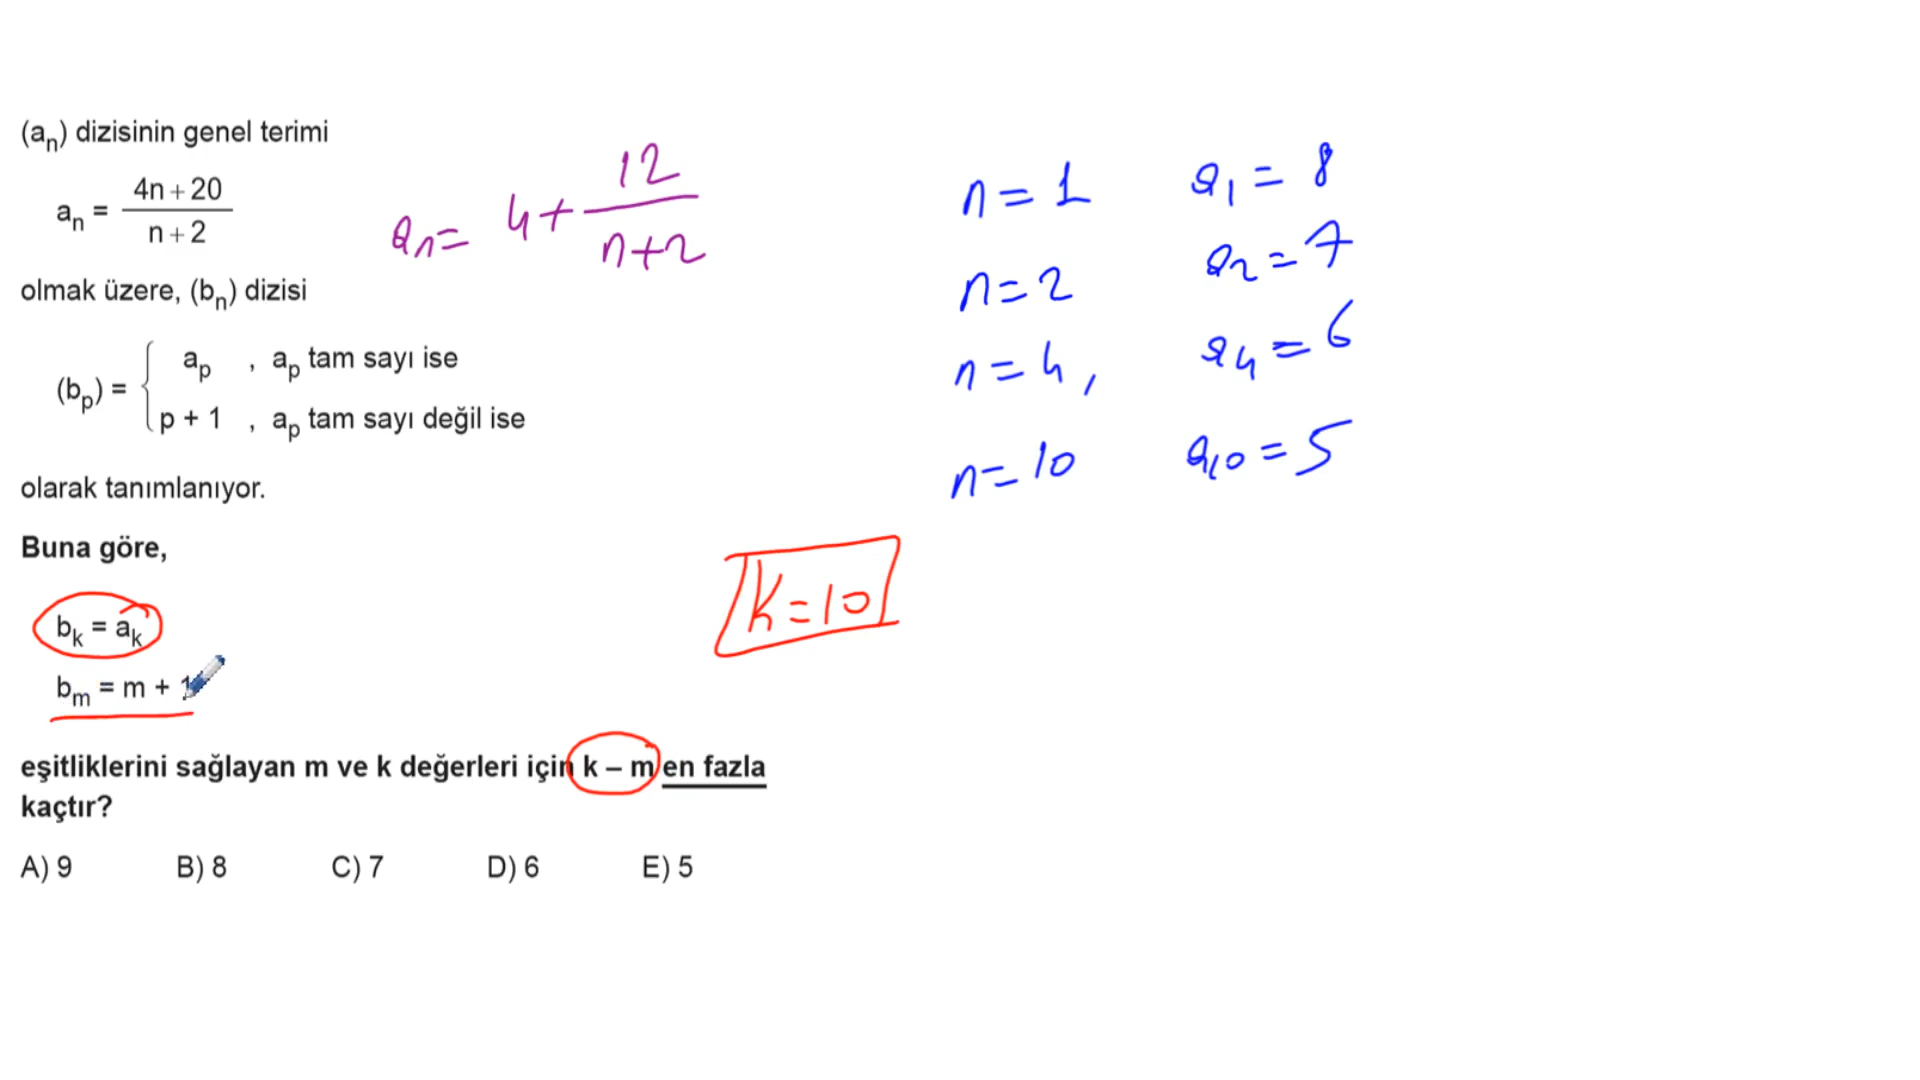 (aₙ) dizisinin genel terimi
aₙ = (4n + 20)/(n + 2)
olmak üzere, (bₙ) dizisi
(bₚ) = { aₚ , aₚ tam sayı ise
p + 1 , aₚ tam sayı değil ise
olarak tanımlanıyor.
Buna göre,
bₖ = aₖ
bₘ = m +
eşitliklerini sağlayan m ve k değerleri için k – m en fazla
kaçtır?
A) 9 B) 8 C) 7 D) 6 E) 5
aₙ = 4 + 12/(n+2)
n = 1 a₁ = 8
n = 2 a₂ = 7
n = 4, a₄ = 6
n = 10 a₁₀ = 5
k = 10